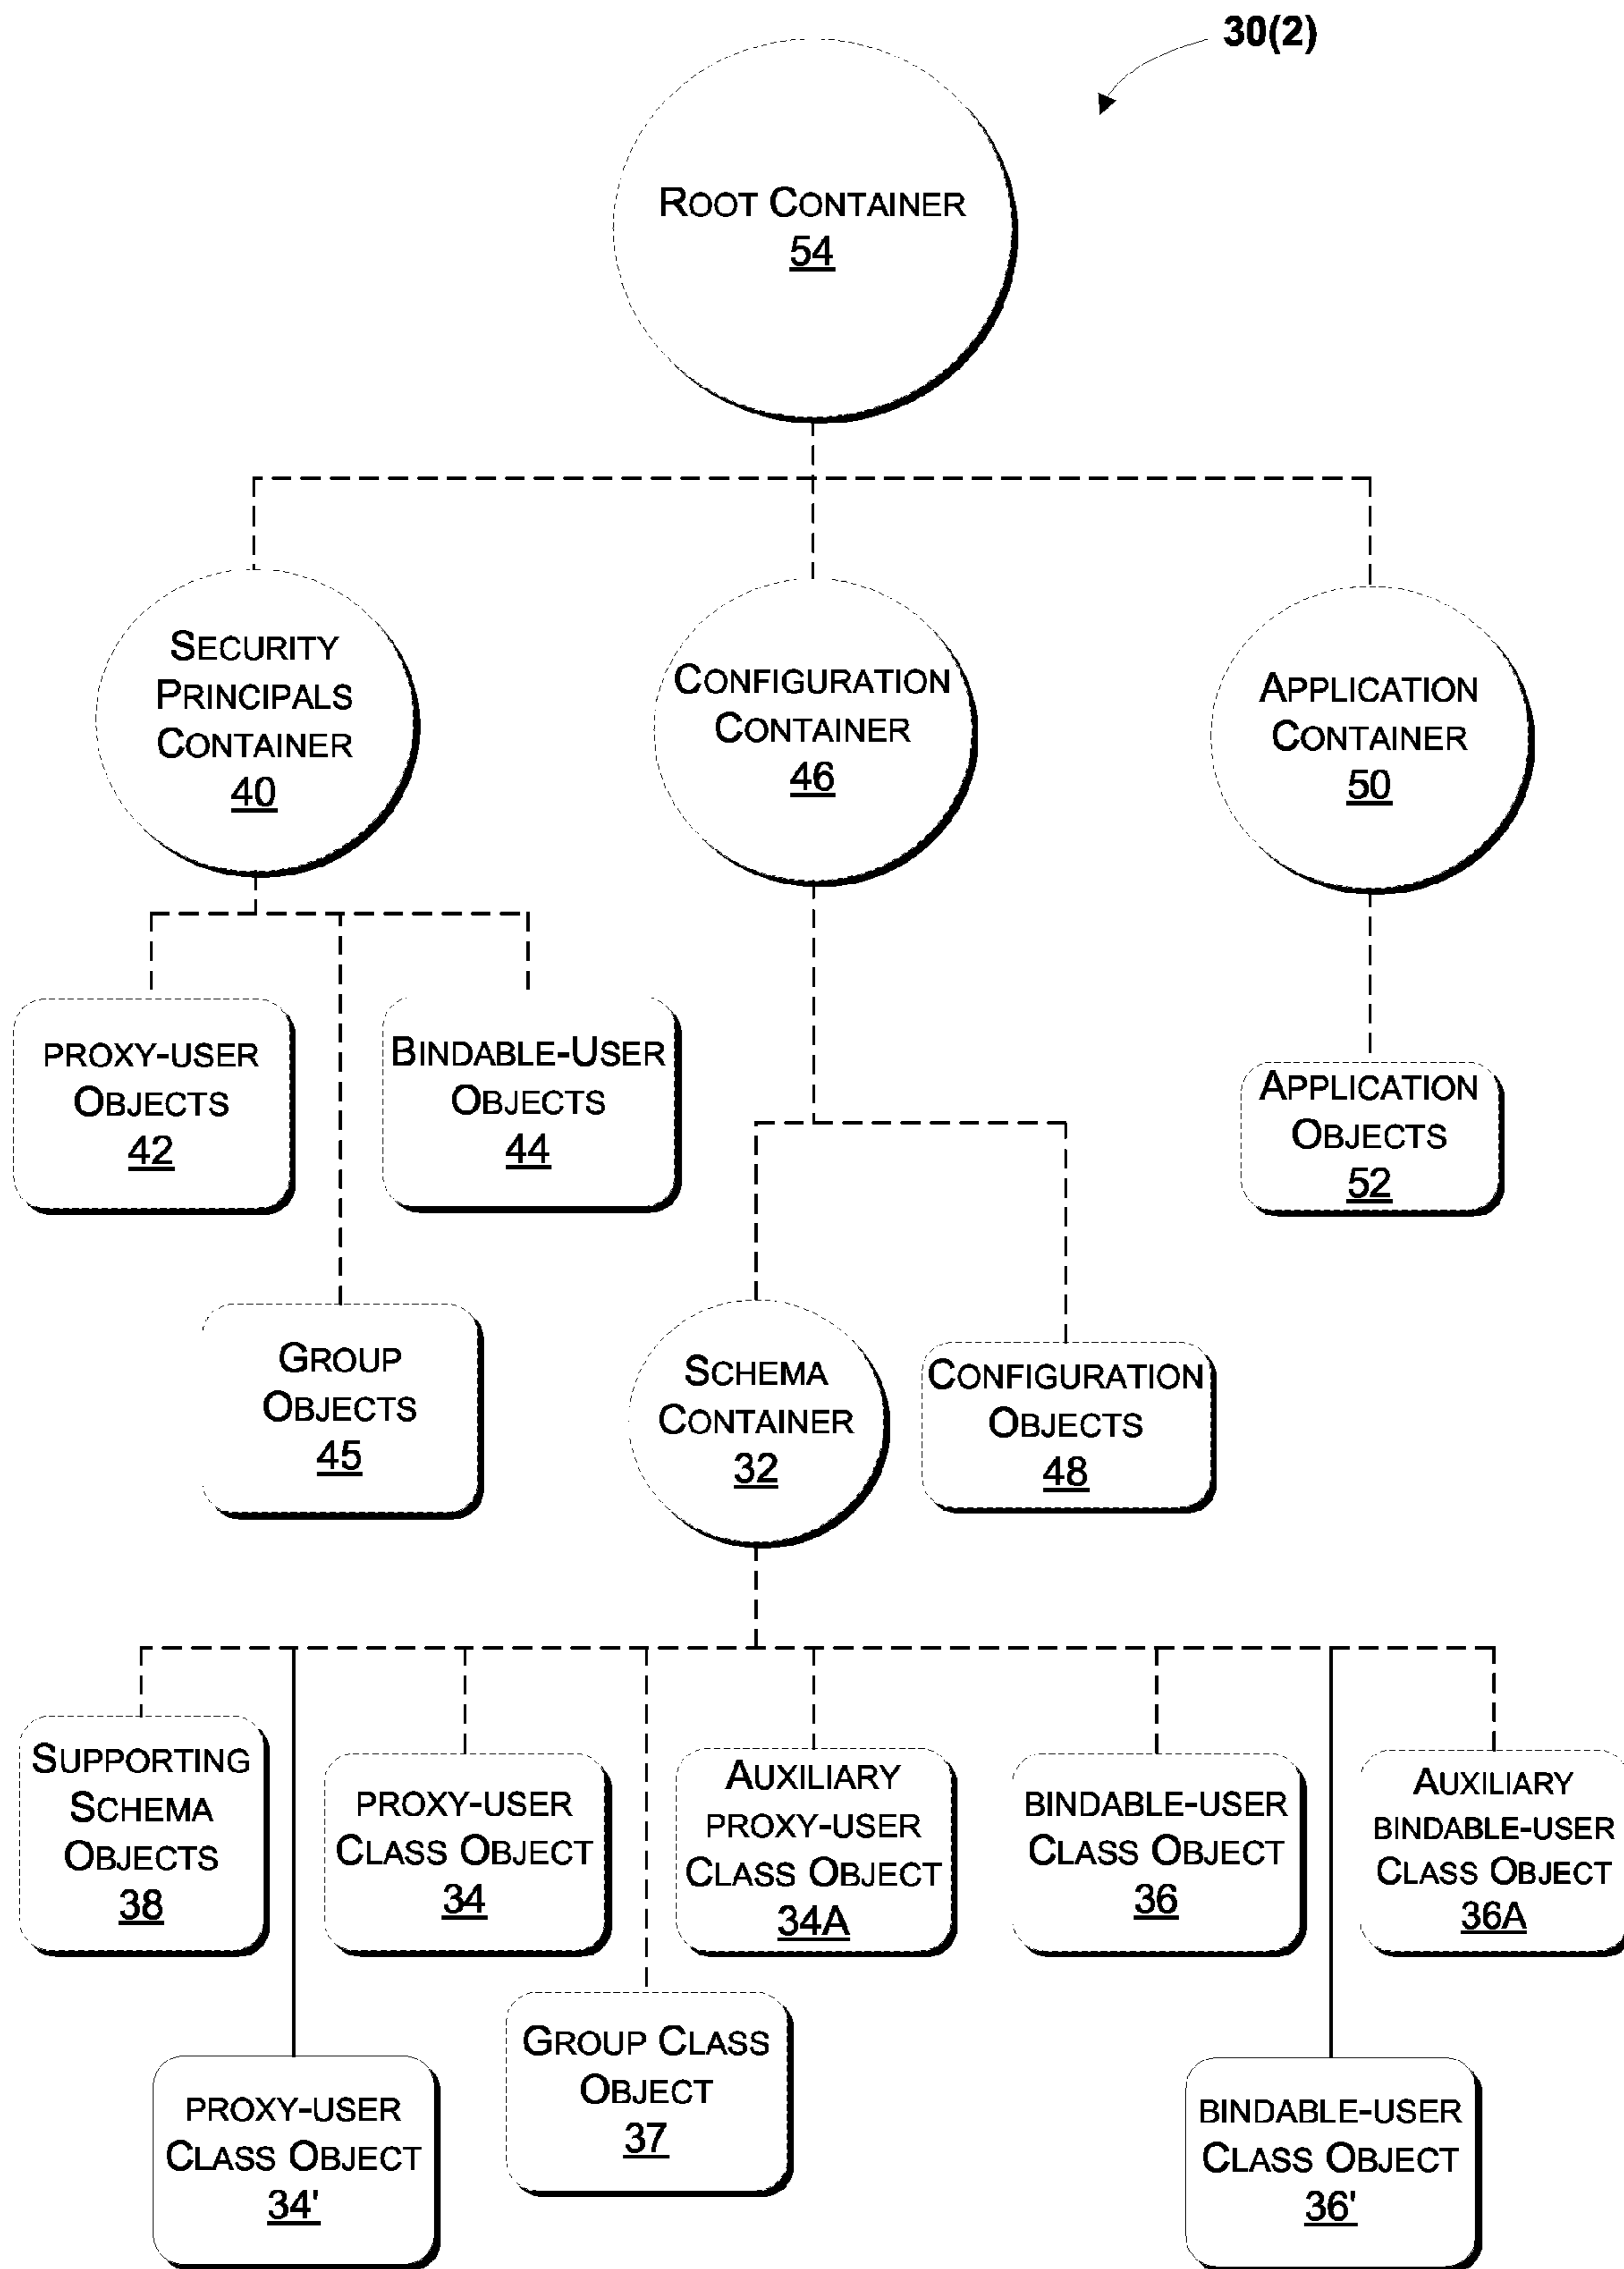 30(2)
ROOT CONTAINER
54
SECURITY
PRINCIPALS
CONTAINER
40
CONFIGURATION
CONTAINER
46
APPLICATION
CONTAINER
50
PROXY-USER
OBJECTS
42
BINDABLE-USER
OBJECTS
44
APPLICATION
OBJECTS
52
GROUP
OBJECTS
45
SCHEMA
CONTAINER
32
CONFIGURATION
OBJECTS
48
SUPPORTING
SCHEMA
OBJECTS
38
PROXY-USER
CLASS OBJECT
34
AUXILIARY
PROXY-USER
CLASS OBJECT
34A
BINDABLE-USER
CLASS OBJECT
36
AUXILIARY
BINDABLE-USER
CLASS OBJECT
36A
PROXY-USER
CLASS OBJECT
34'
GROUP CLASS
OBJECT
37
BINDABLE-USER
CLASS OBJECT
36'